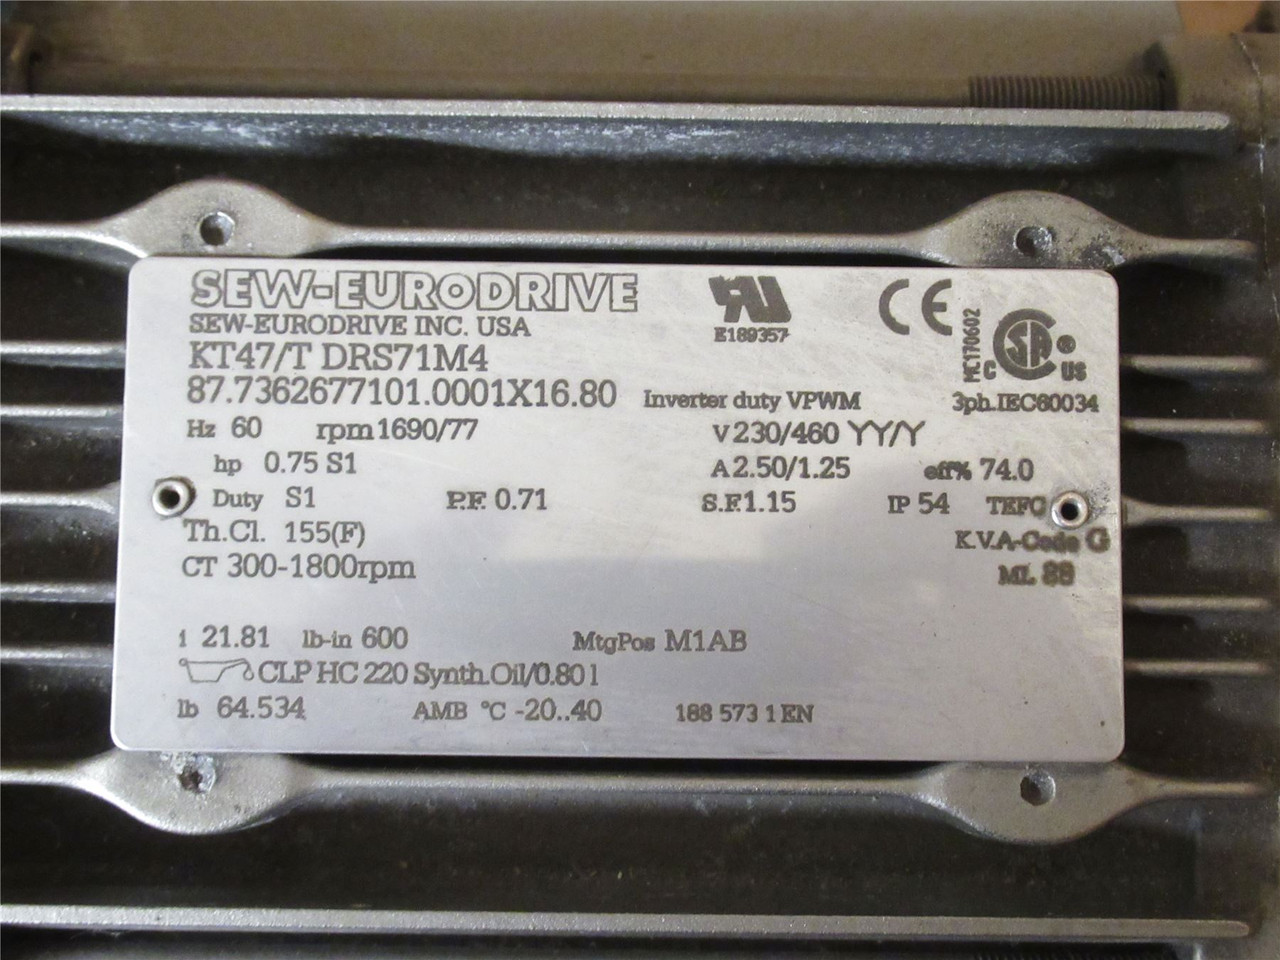 SEW-EURODRIVE
SEW-EURODRIVE INC. USA
KT47/T DRS71M4
87.7362677101.0001X16.80
RU
E189357
CE
MC170602
C SA ® US
Inverter duty VPWM
3ph.IEC60034
Hz 60 rpm 1690/77 V 230/460 YY/Y
hp 0.75 S1 A 2.50/1.25 eff% 74.0
Duty S1 P.F. 0.71 S.F.1.15 IP 54 TEFC
Th.Cl. 155(F) K.V.A-Code G
CT 300-1800rpm ML
i 21.81 lb-in 600 MtgPos M1AB
CLP HC 220 Synth.Oil/0.80 l
lb 64.534 AMB °C -20..40 188 573 1 EN